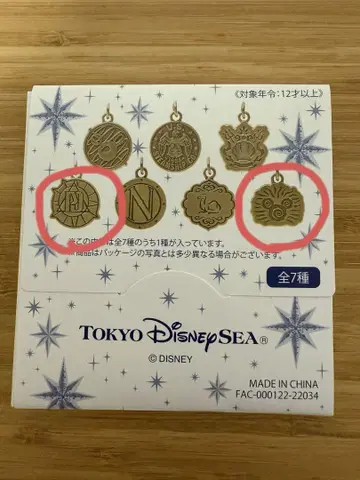 《対象年令:12才以上》
N
※この中には全7種のうち1種が入っています。
商品はパッケージの写真とは多少異なる場合がございます。
全7種
TOKYO DISNEYSEA®
© DISNEY
MADE IN CHINA
FAC-000122-22034